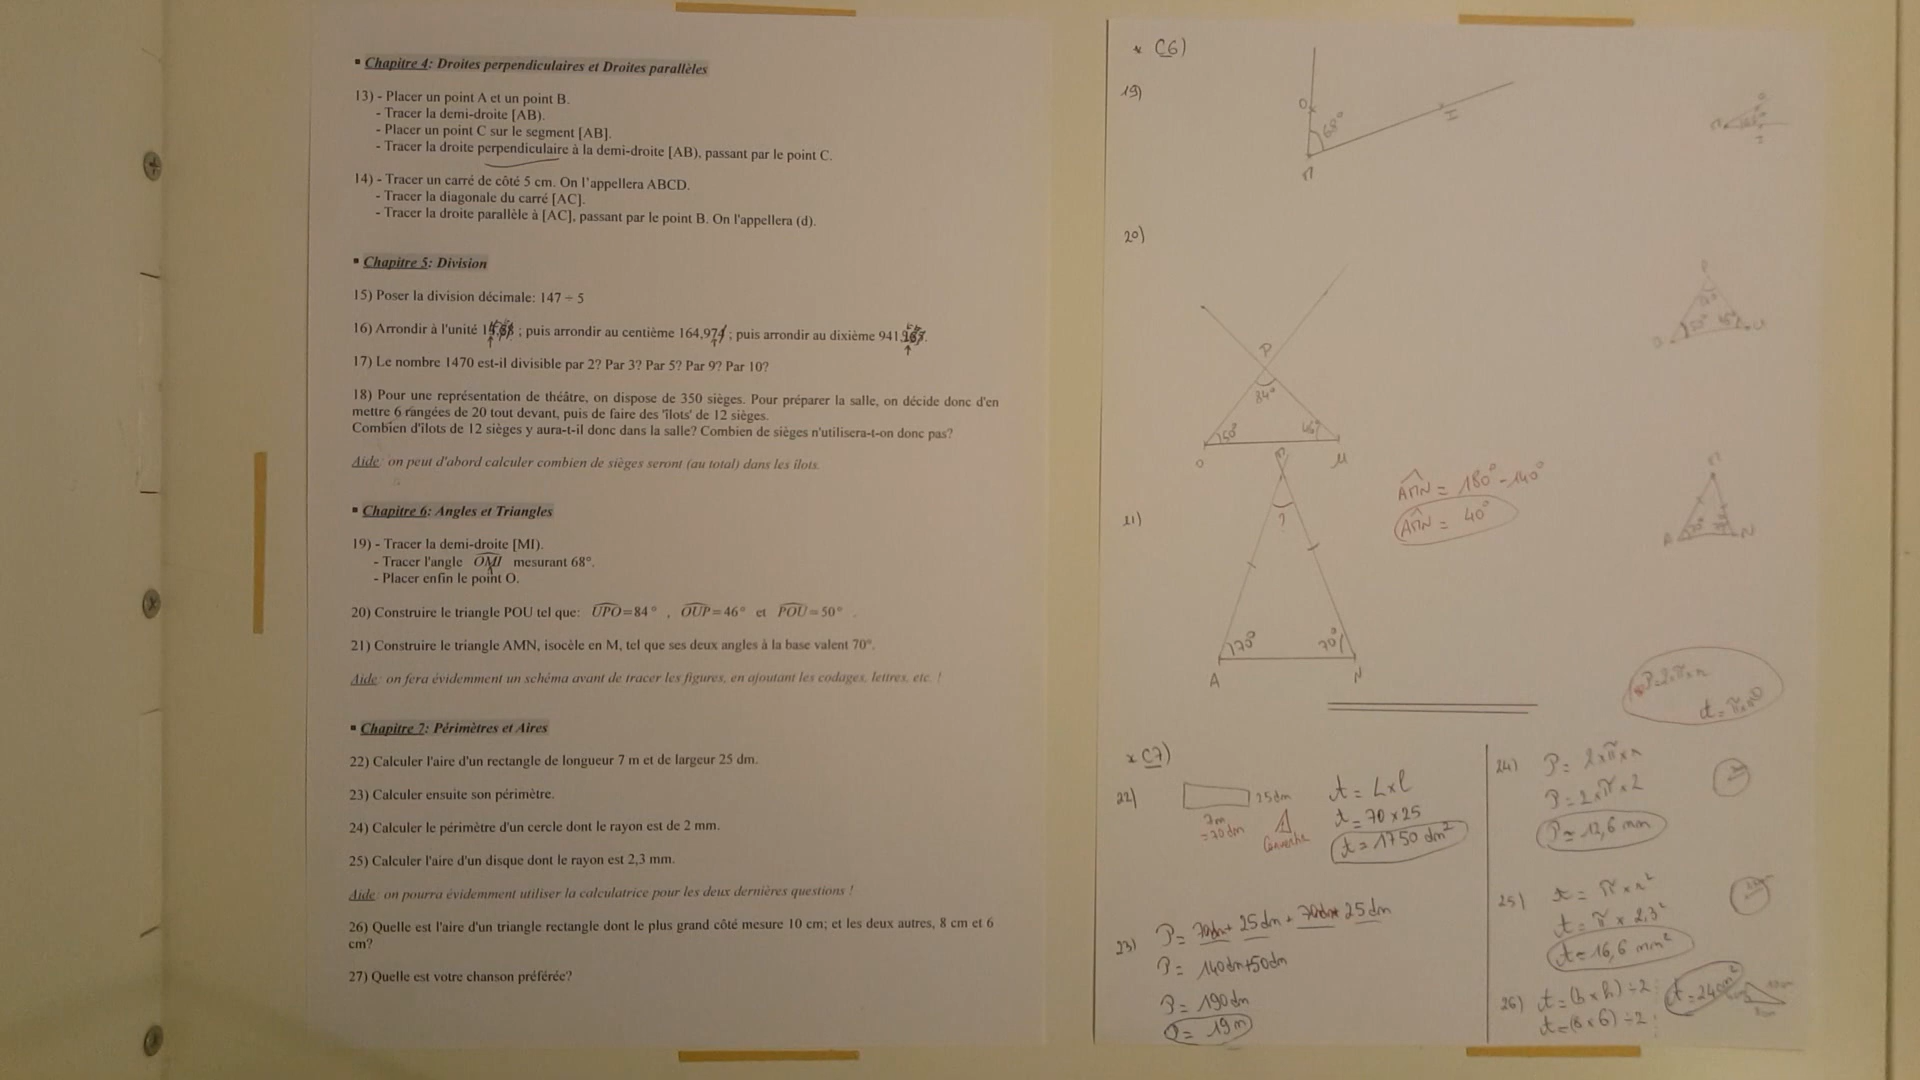 ▪ Chapitre 4: Droites perpendiculaires et Droites parallèles
13) - Placer un point A et un point B.
- Tracer la demi-droite [AB).
- Placer un point C sur le segment [AB].
- Tracer la droite perpendiculaire à la demi-droite [AB), passant par le point C.
14) - Tracer un carré de côté 5 cm. On l'appellera ABCD.
- Tracer la diagonale du carré [AC].
- Tracer la droite parallèle à [AC], passant par le point B. On l'appellera (d).
▪ Chapitre 5: Division
15) Poser la division décimale: 147 ÷ 5
16) Arrondir à l'unité ; puis arrondir au centième 164,974 ; puis arrondir au dixième
17) Le nombre 1470 est-il divisible par 2? Par 3? Par 5? Par 9? Par 10?
18) Pour une représentation de théâtre, on dispose de 350 sièges. Pour préparer la salle, on décide donc d'en
mettre 6 rangées de 20 tout devant, puis de faire des 'îlots' de 12 sièges.
Combien d'îlots de 12 sièges y aura-t-il donc dans la salle? Combien de sièges n'utilisera-t-on donc pas?
Aide: on peut d'abord calculer combien de sièges seront (au total) dans les îlots.
▪ Chapitre 6: Angles et Triangles
19) - Tracer la demi-droite [MI).
- Tracer l'angle OMI mesurant 68°.
- Placer enfin le point O.
20) Construire le triangle POU tel que: UPO=84° , OUP=46° et POU=50° .
21) Construire le triangle AMN, isocèle en M, tel que ses deux angles à la base valent 70°.
Aide: on fera évidemment un schéma avant de tracer les figures, en ajoutant les codages, lettres, etc. !
▪ Chapitre 7: Périmètres et Aires
22) Calculer l'aire d'un rectangle de longueur 7 m et de largeur 25 dm.
23) Calculer ensuite son périmètre.
24) Calculer le périmètre d'un cercle dont le rayon est de 2 mm.
25) Calculer l'aire d'un disque dont le rayon est 2,3 mm.
Aide: on pourra évidemment utiliser la calculatrice pour les deux dernières questions !
26) Quelle est l'aire d'un triangle rectangle dont le plus grand côté mesure 10 cm; et les deux autres, 8 cm et 6
cm?
27) Quelle est votre chanson préférée?
x C6)
19)
O
68°
I
M
20)
P
84°
50° 46°
O
M
21)
?
70° 70°
A N
AMN = 180° - 140°
AMN = 40°
M
A N
P=2×π×r
x C7)
22)
25dm
7m
= 70dm
A = L×l
A = 70×25
A = 1750 dm²
23) P= 70dm+ 25dm + 70dm+ 25dm
P= 140dm+50dm
P= 190dm
P= 19m
24) P= 2×π×r
P= 2×π×2
P≈ 12,6 mm
25) A = π×r²
A = π × 2,3²
A≈ 16,6 mm²
26) A = (b×h) ÷2
A=(8×6) ÷2
A=24cm²